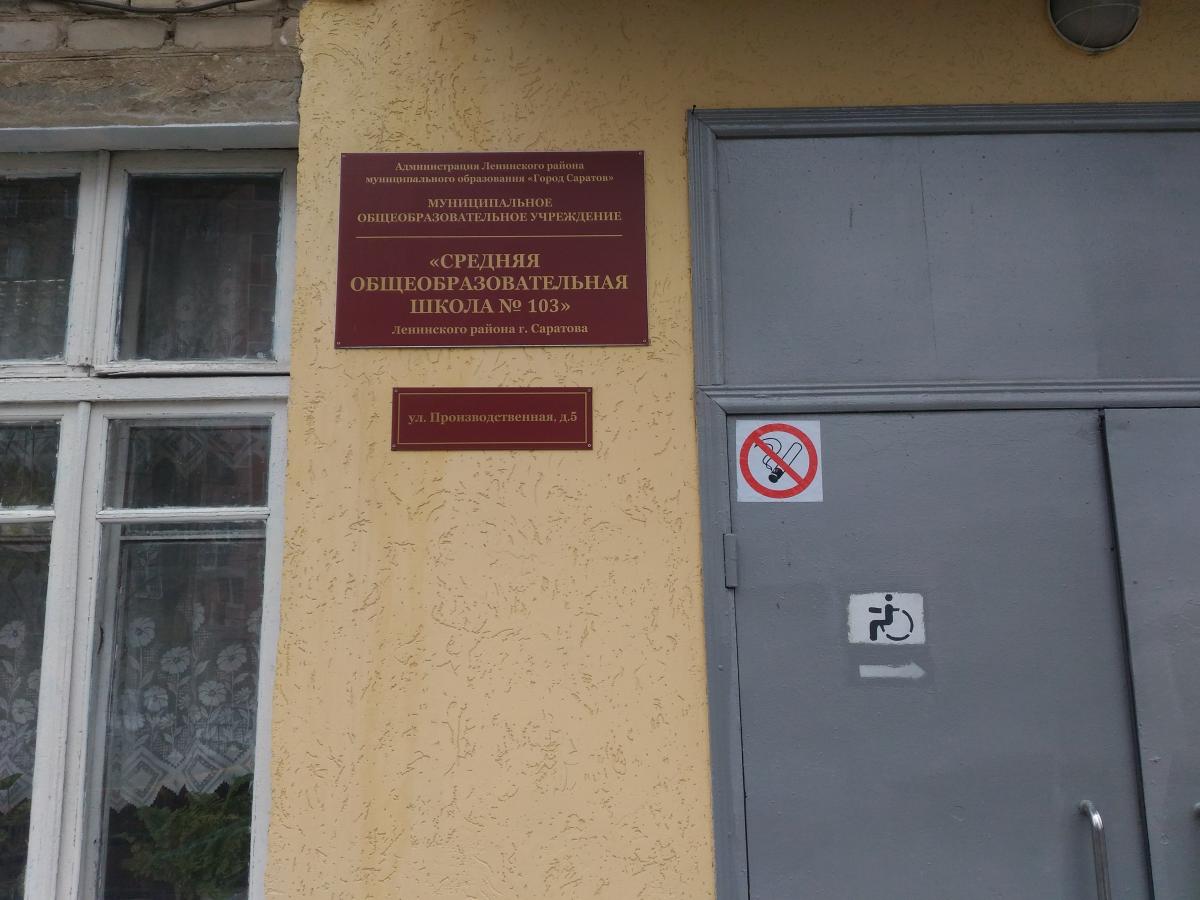 Администрация Ленинского района
муниципального образования «Город Саратов»
МУНИЦИПАЛЬНОЕ
ОБЩЕОБРАЗОВАТЕЛЬНОЕ УЧРЕЖДЕНИЕ
«СРЕДНЯЯ
ОБЩЕОБРАЗОВАТЕЛЬНАЯ
ШКОЛА № 103»
Ленинского района г. Саратова
ул. Производственная, д.5